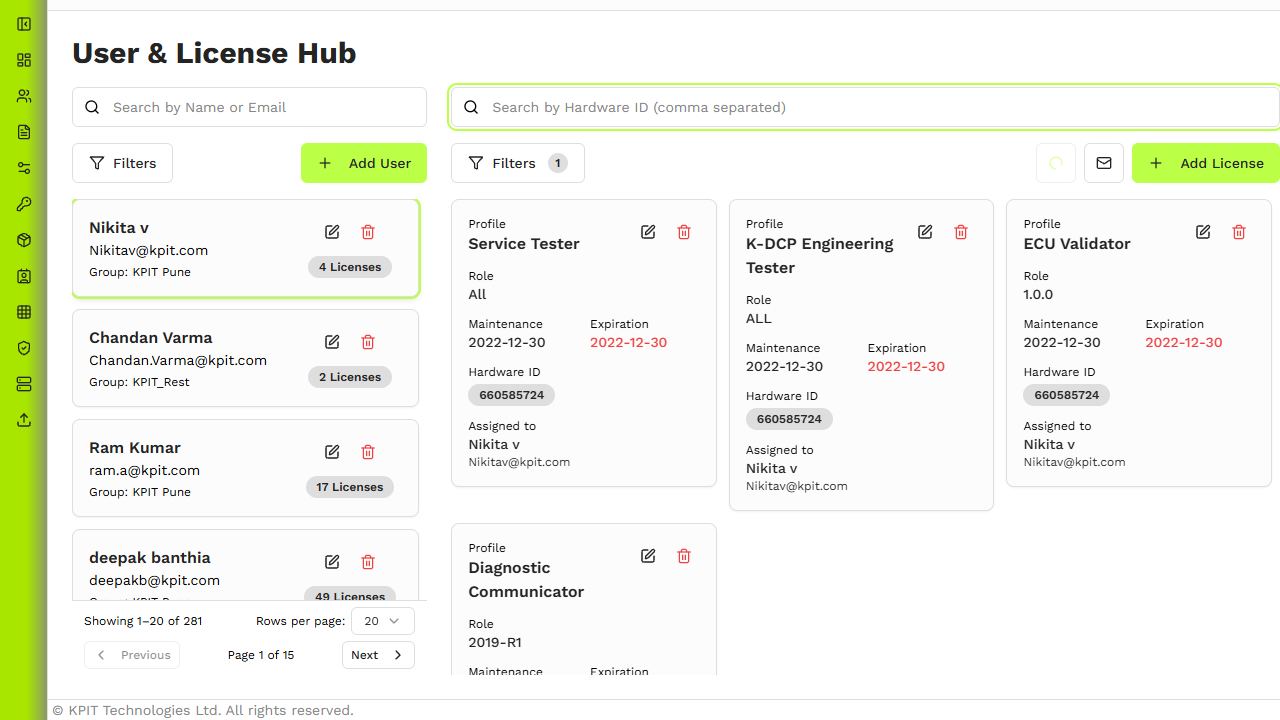 User & License Hub
Search by Name or Email
Search by Hardware ID (comma separated)
Filters
Add User
Filters 1
Add License
Nikita v
Nikitav@kpit.com
Group: KPIT Pune
4 Licenses
Chandan Varma
Chandan.Varma@kpit.com
Group: KPIT_Rest
2 Licenses
Ram Kumar
ram.a@kpit.com
Group: KPIT Pune
17 Licenses
deepak banthia
deepakb@kpit.com
49 Licenses
Showing 1–20 of 281
Rows per page: 20
Previous
Page 1 of 15
Next
Profile
Service Tester
Role
All
Maintenance Expiration
2022-12-30 2022-12-30
Hardware ID
660585724
Assigned to
Nikita v
Nikitav@kpit.com
Profile
K-DCP Engineering
Tester
Role
ALL
Maintenance Expiration
2022-12-30 2022-12-30
Hardware ID
660585724
Assigned to
Nikita v
Nikitav@kpit.com
Profile
ECU Validator
Role
1.0.0
Maintenance Expiration
2022-12-30 2022-12-30
Hardware ID
660585724
Assigned to
Nikita v
Nikitav@kpit.com
Profile
Diagnostic
Communicator
Role
2019-R1
Maintenance Expiration
© KPIT Technologies Ltd. All rights reserved.